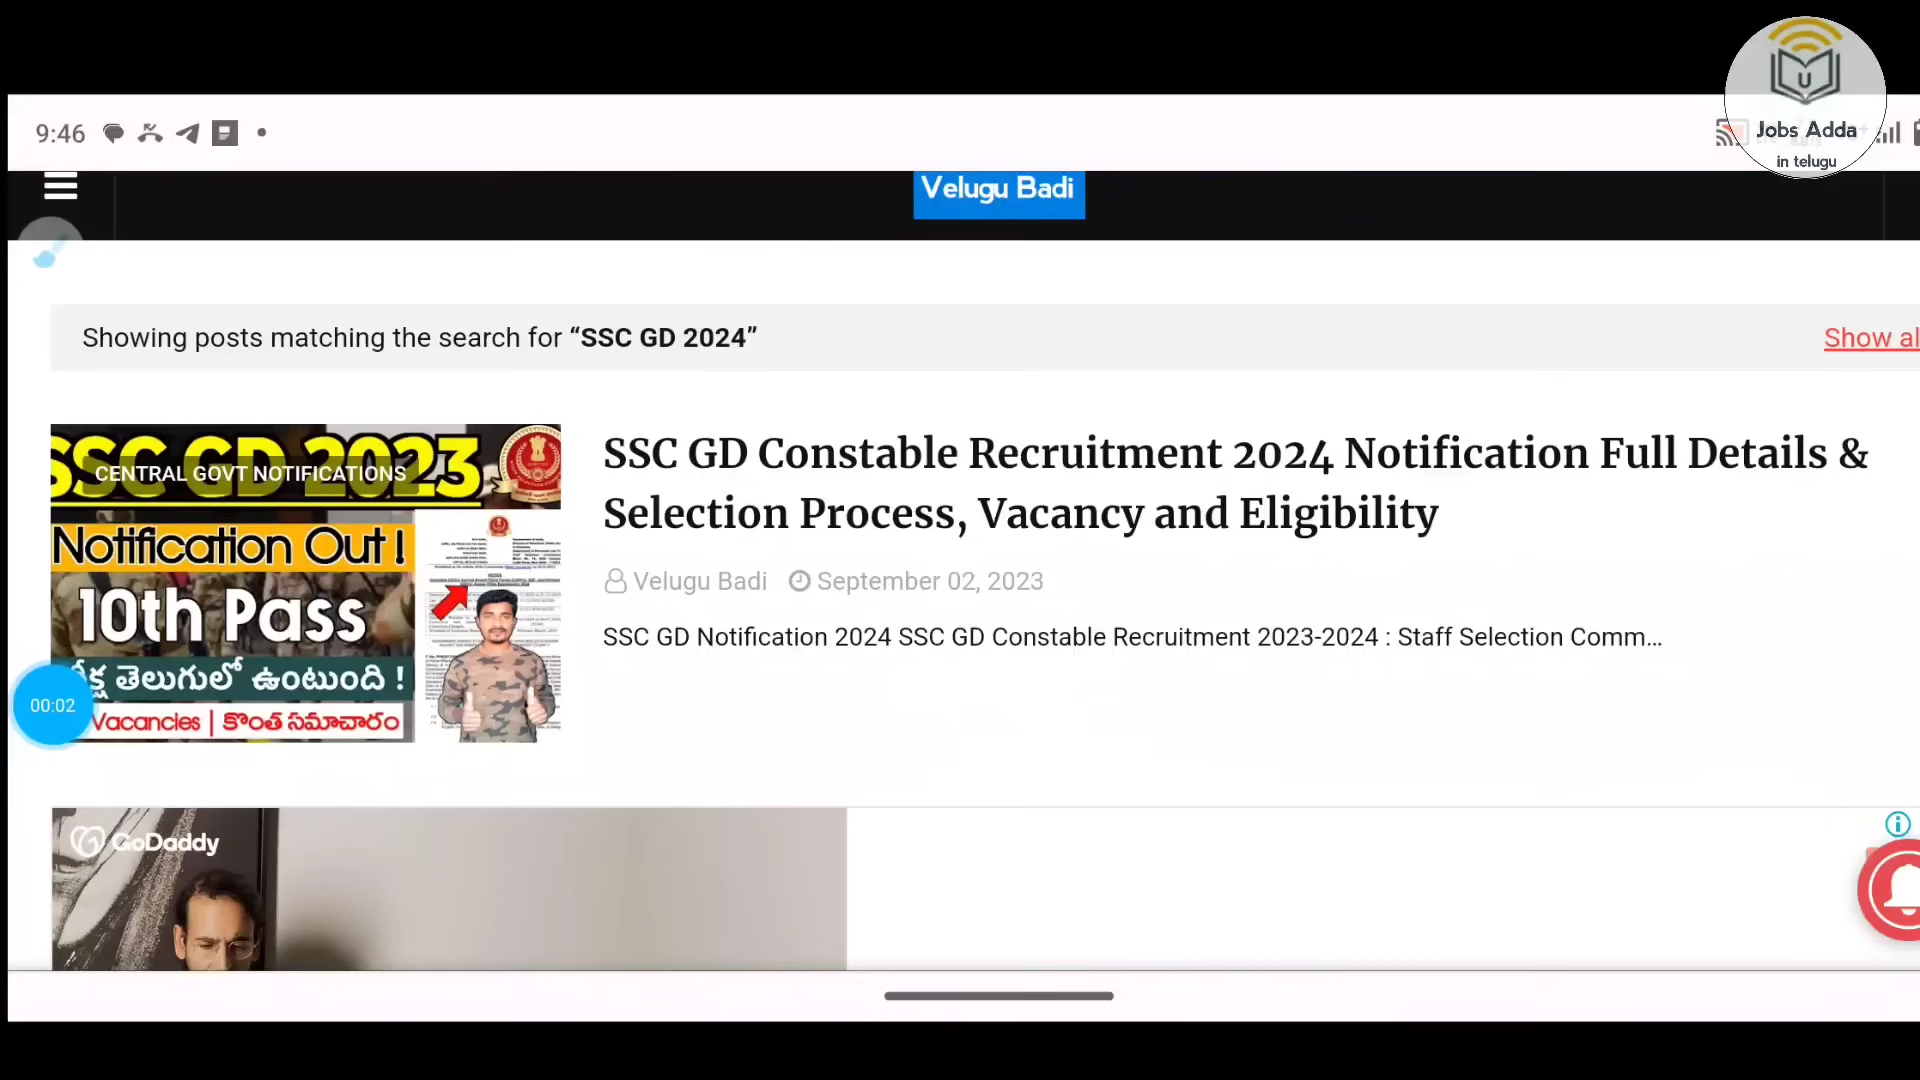 Jobs Adda
in telugu
9:46
Velugu Badi
Showing posts matching the search for “SSC GD 2024”
Show al
SSC GD 2023
CENTRAL GOVT NOTIFICATIONS
Notification Out !
10th Pass
తెలుగులో ఉంటుంది !
Vacancies | కొంత సమాచారం
00:02
SSC GD Constable Recruitment 2024 Notification Full Details &
Selection Process, Vacancy and Eligibility
Velugu Badi September 02, 2023
SSC GD Notification 2024 SSC GD Constable Recruitment 2023-2024 : Staff Selection Comm...
GoDaddy